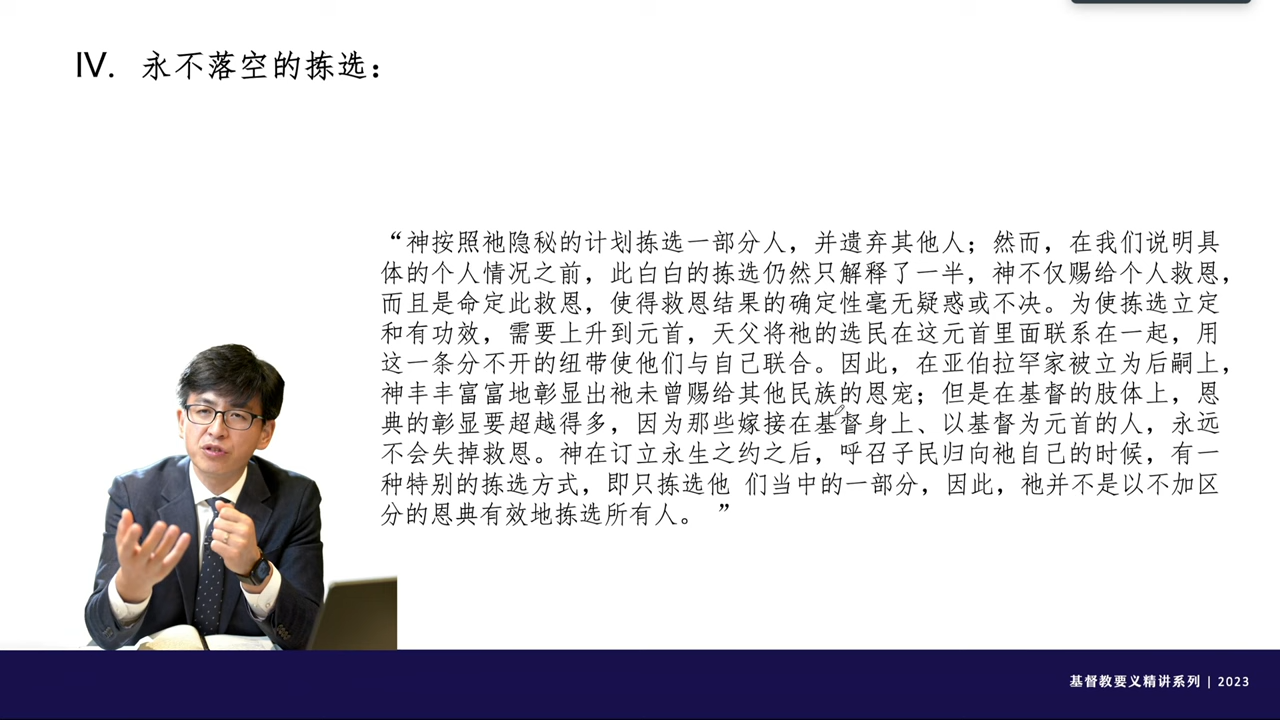 IV. 永不落空的拣选：
“神按照祂隐秘的计划拣选一部分人，并遗弃其他人；然而，在我们说明具
体的个人情况之前，此白白的拣选仍然只解释了一半，神不仅赐给个人救恩，
而且是命定此救恩，使得救恩结果的确定性毫无疑惑或不决。为使拣选立定
和有功效，需要上升到元首，天父将祂的选民在这元首里面联系在一起，用
这一条分不开的纽带使他们与自己联合。因此，在亚伯拉罕家被立为后嗣上，
神丰丰富富地彰显出祂未曾赐给其他民族的恩宠；但是在基督的肢体上，恩
典的彰显要超越得多，因为那些嫁接在基督身上、以基督为元首的人，永远
不会失掉救恩。神在订立永生之约之后，呼召子民归向祂自己的时候，有一
种特别的拣选方式，即只拣选他 们当中的一部分，因此，祂并不是以不加区
分的恩典有效地拣选所有人。 ”
基督教要义精讲系列 | 2023